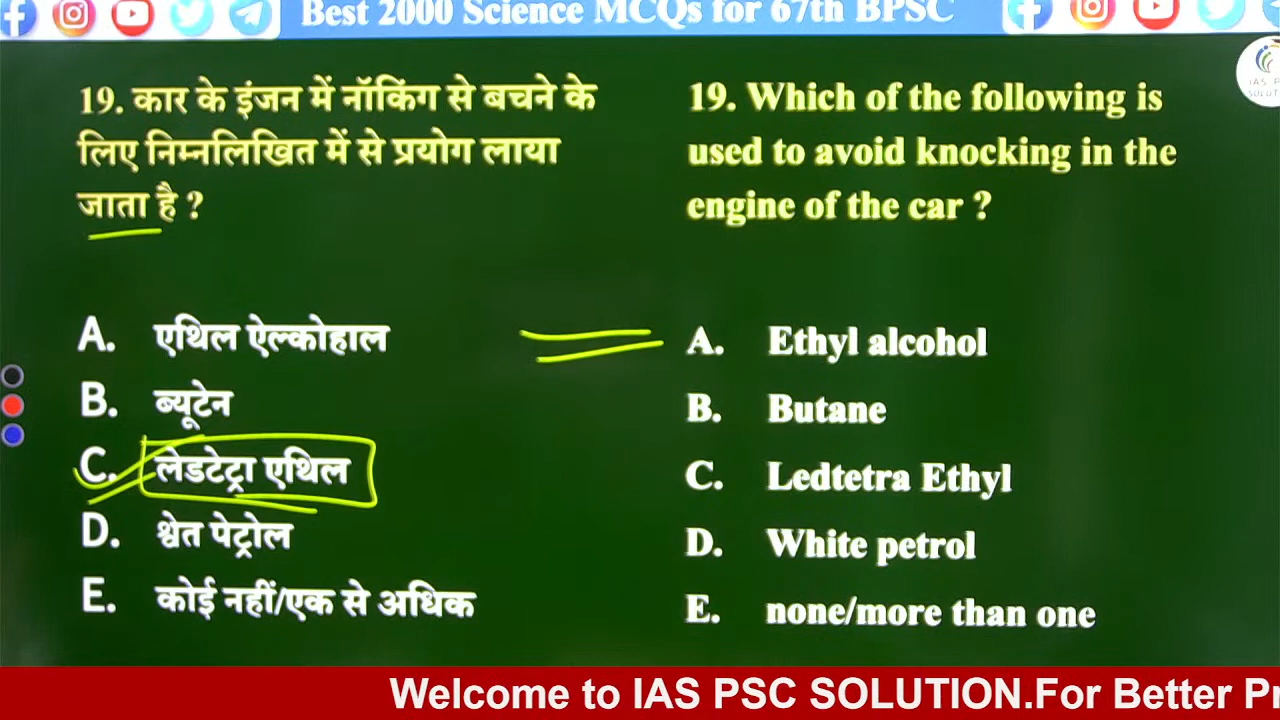 Best 2000 Science MCQs for 67th BPSC
19. कार के इंजन में नॉकिंग से बचने के
लिए निम्नलिखित में से प्रयोग लाया
जाता है ?
A. एथिल ऐल्कोहाल
B. ब्यूटेन
C. लेडटेट्रा एथिल
D. श्वेत पेट्रोल
E. कोई नहीं/एक से अधिक
19. Which of the following is
used to avoid knocking in the
engine of the car ?
A. Ethyl alcohol
B. Butane
C. Ledtetra Ethyl
D. White petrol
E. none/more than one
IAS P
SOLUT
Welcome to IAS PSC SOLUTION.For Better Pr